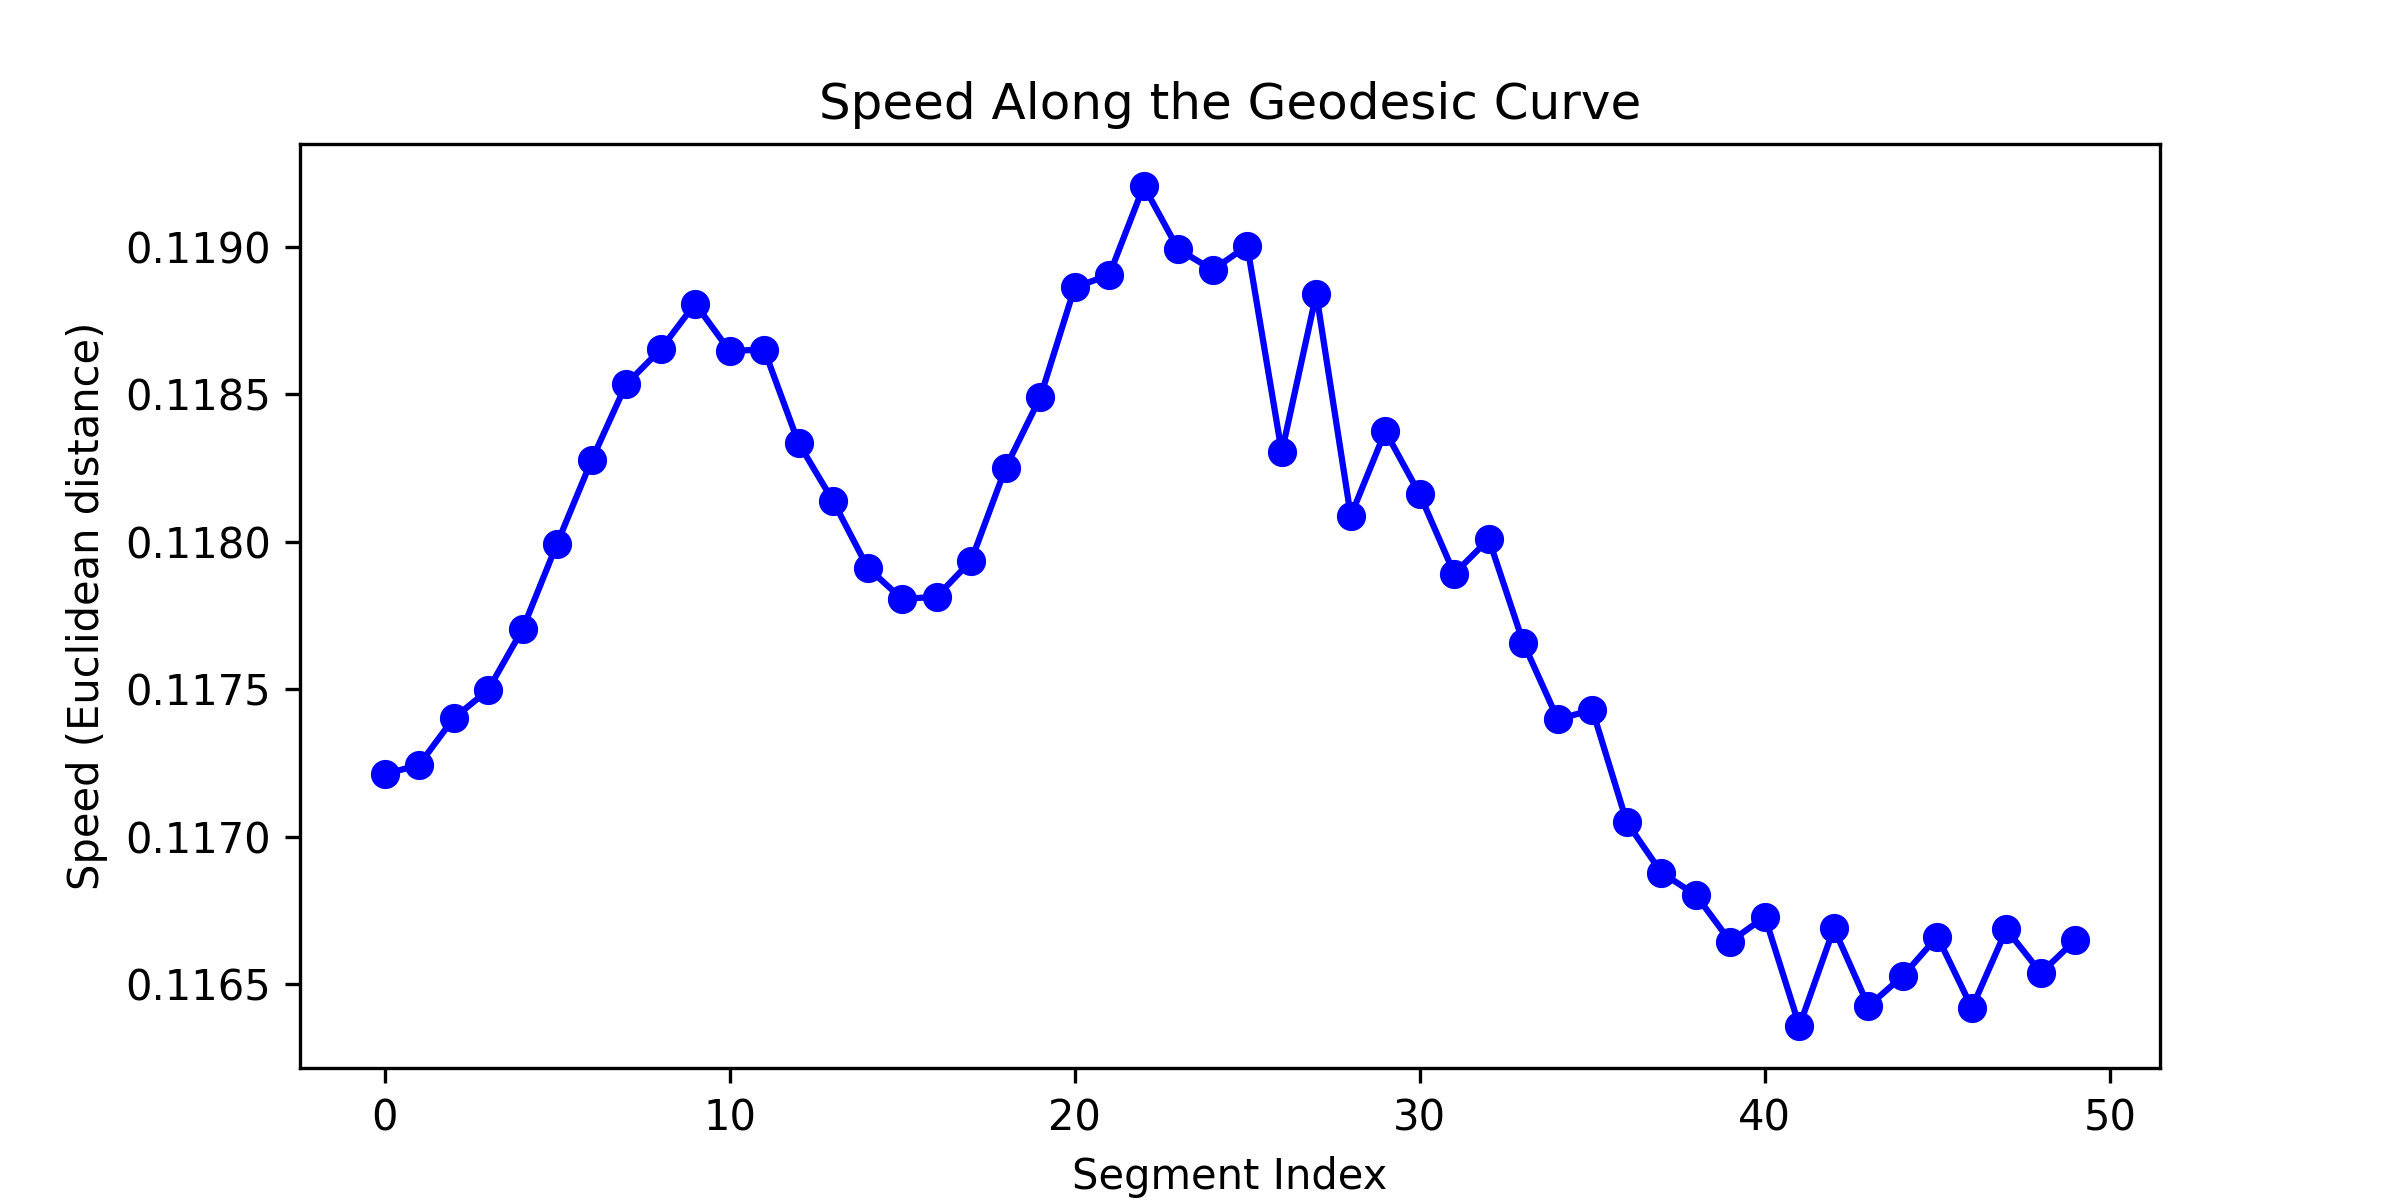 Speed Along the Geodesic Curve
Speed (Euclidean distance)
0.1190
0.1185
0.1180
0.1175
0.1170
0.1165
0 10 20 30 40 50
Segment Index